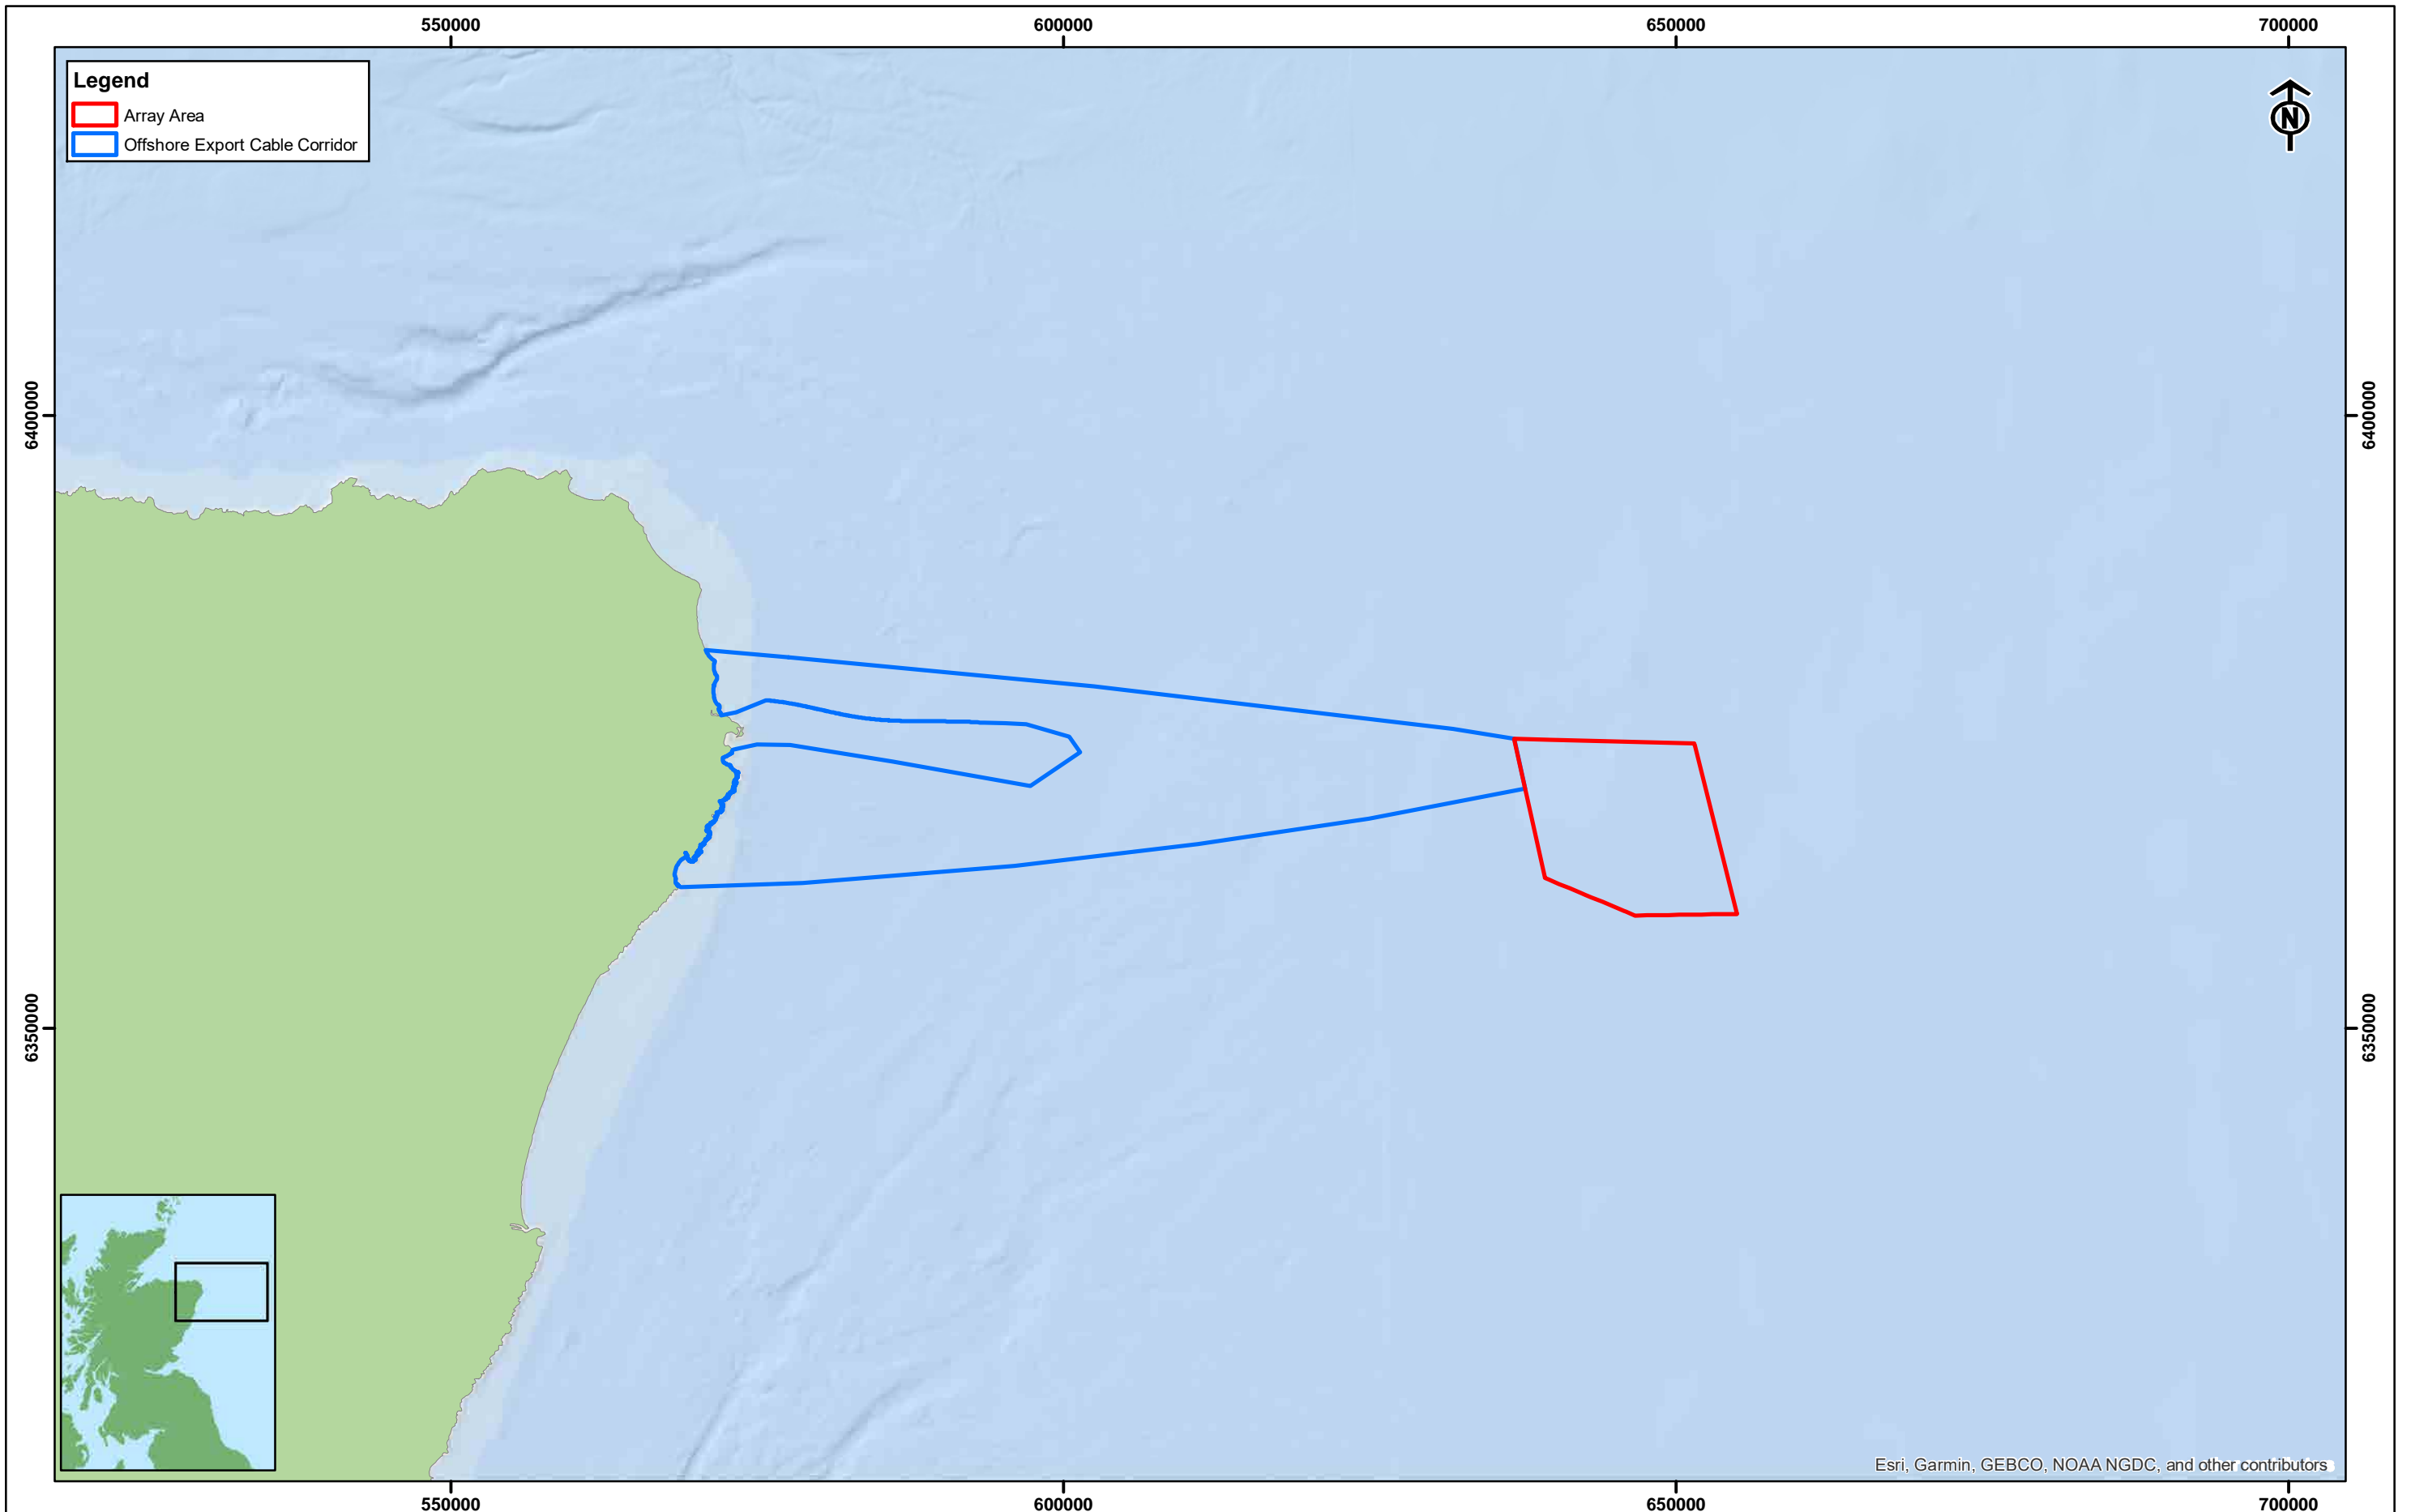 550000
600000
650000
700000
Legend
Array Area
Offshore Export Cable Corridor
N
6400000
6400000
6350000
6350000
Esri, Garmin, GEBCO, NOAA NGDC, and other contributors
550000
600000
650000
700000